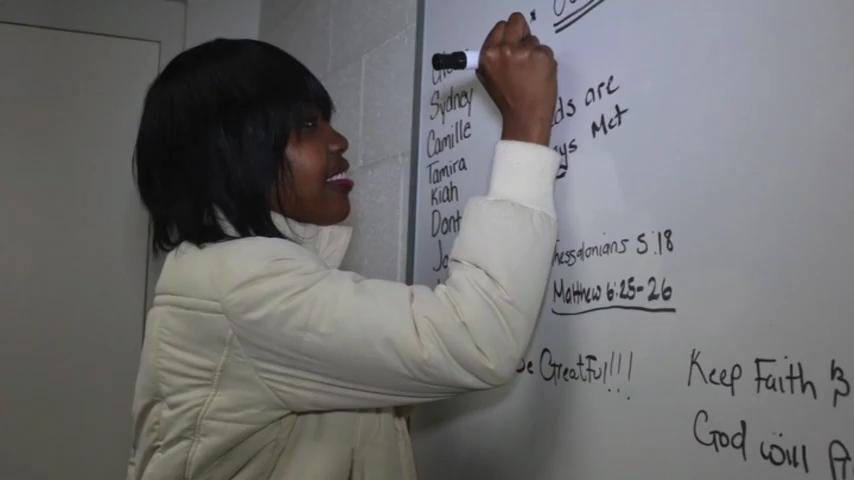 Sydney
Camille
Tamira
Kiah
Dont
ds are
ys Met
hessalonians 5:18
Matthew 6:25-26
be Greatful!!!
Keep Faith &
God will